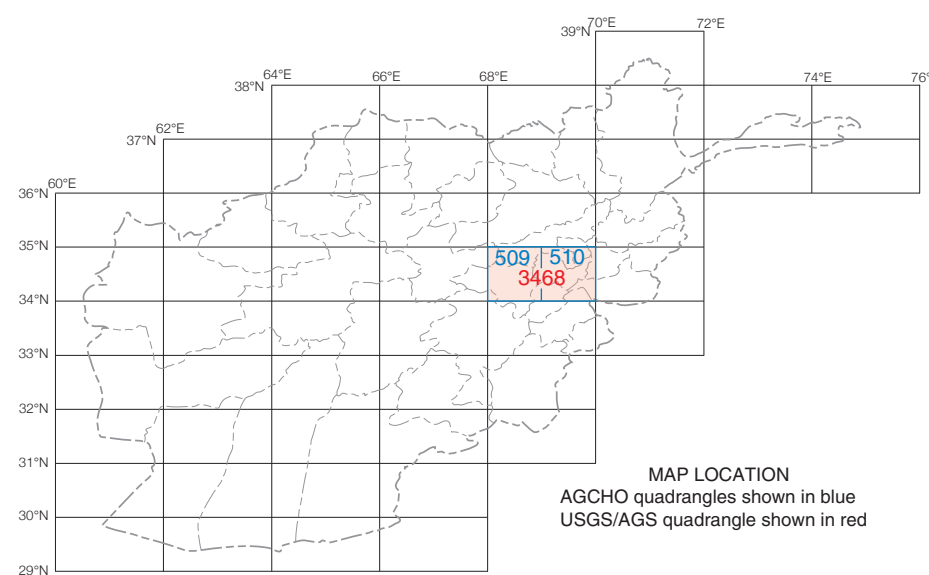 70°E 72°E
39°N
64°E 66°E 68°E 74°E 76°
38°N
62°E
37°N
60°E
36°N
35°N
509 510
3468
34°N
33°N
32°N
31°N
MAP LOCATION
AGCHO quadrangles shown in blue
30°N
USGS/AGS quadrangle shown in red
29°N